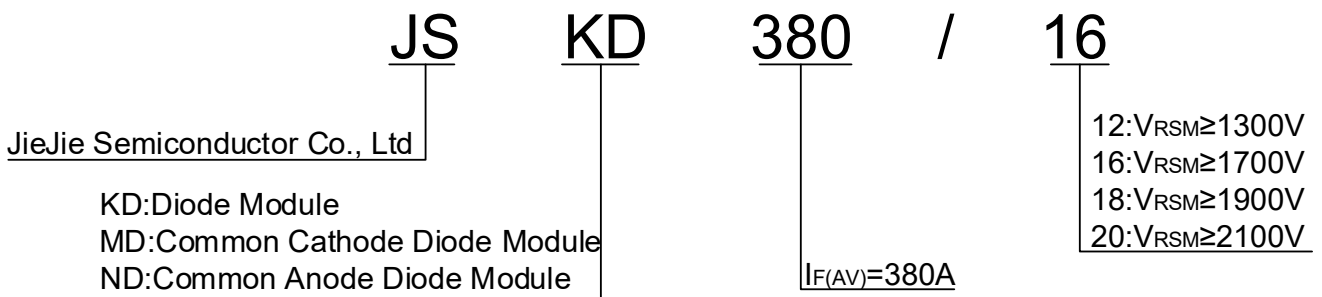 JS KD 380 / 16
JieJie Semiconductor Co., Ltd
KD:Diode Module
MD:Common Cathode Diode Module
ND:Common Anode Diode Module
IF(AV)=380A
12:VRSM≥1300V
16:VRSM≥1700V
18:VRSM≥1900V
20:VRSM≥2100V